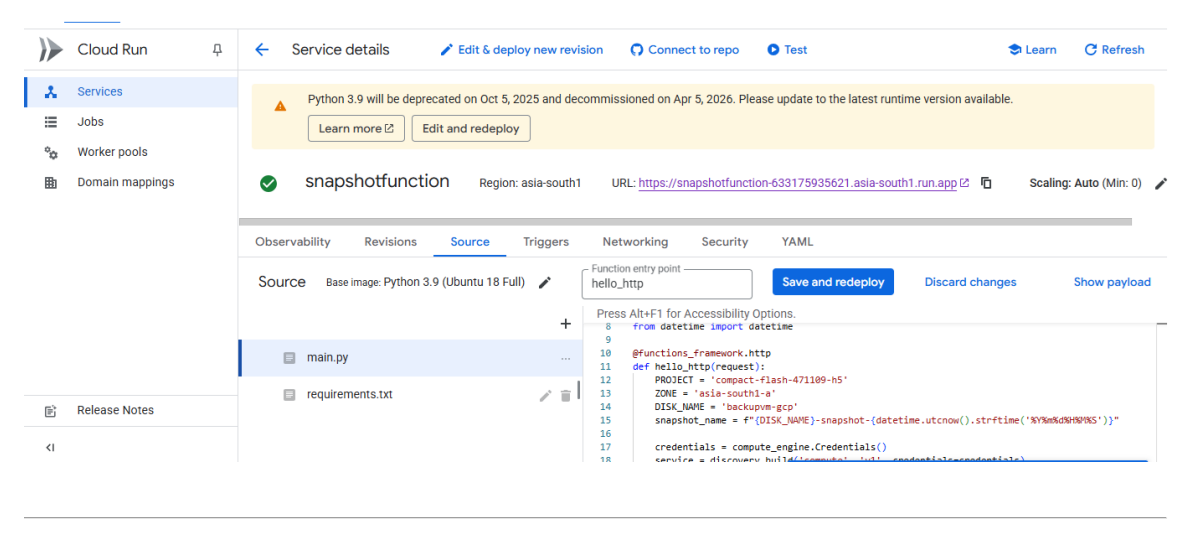 Cloud Run
Service details
Edit & deploy new revision
Connect to repo
Test
Learn
Refresh
Services
Jobs
Worker pools
Domain mappings
Release Notes
Python 3.9 will be deprecated on Oct 5, 2025 and decommissioned on Apr 5, 2026. Please update to the latest runtime version available.
Learn more
Edit and redeploy
snapshotfunction
Region: asia-south1
URL: https://snapshotfunction-633175935621.asia-south1.run.app
Scaling: Auto (Min: 0)
Observability
Revisions
Source
Triggers
Networking
Security
YAML
Source
Base image: Python 3.9 (Ubuntu 18 Full)
Function entry point
hello_http
Save and redeploy
Discard changes
Show payload
main.py
requirements.txt
Press Alt+F1 for Accessibility Options.
8 from datetime import datetime
9
10 @functions_framework.http
11 def hello_http(request):
12 PROJECT = 'compact-flash-471109-h5'
13 ZONE = 'asia-south1-a'
14 DISK_NAME = 'backupvm-gcp'
15 snapshot_name = f"{DISK_NAME}-snapshot-{datetime.utcnow().strftime('%Y%m%d%H%M%S')}"
16
17 credentials = compute_engine.Credentials()
18 service = discovery.build('compute', 'v1', credentials=credentials)